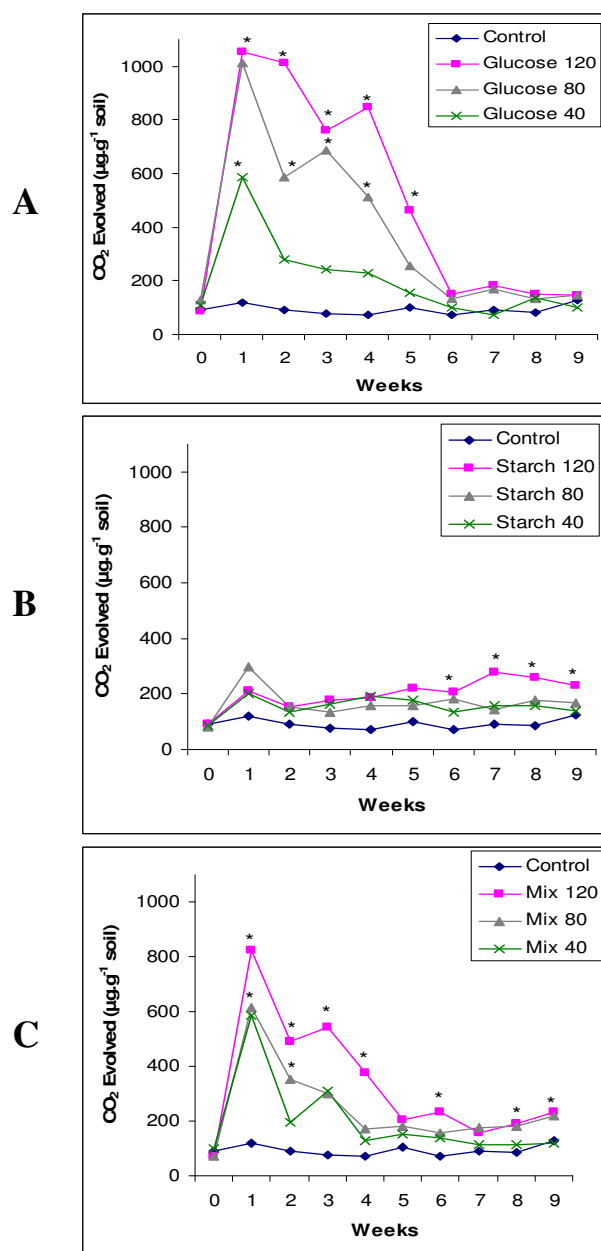 A
CO₂ Evolved (µg.g⁻¹ soil)
1000
800
600
400
200
0
* * * * * * * * * *
Control
Glucose 120
Glucose 80
Glucose 40
0 1 2 3 4 5 6 7 8 9
Weeks
B
CO₂ Evolved (µg.g⁻¹ soil)
1000
800
600
400
200
0
* * * *
Control
Starch 120
Starch 80
Starch 40
0 1 2 3 4 5 6 7 8 9
Weeks
C
CO₂ Evolved (µg.g⁻¹ soil)
1000
800
600
400
200
0
* * * * * * * * *
Control
Mix 120
Mix 80
Mix 40
0 1 2 3 4 5 6 7 8 9
Weeks